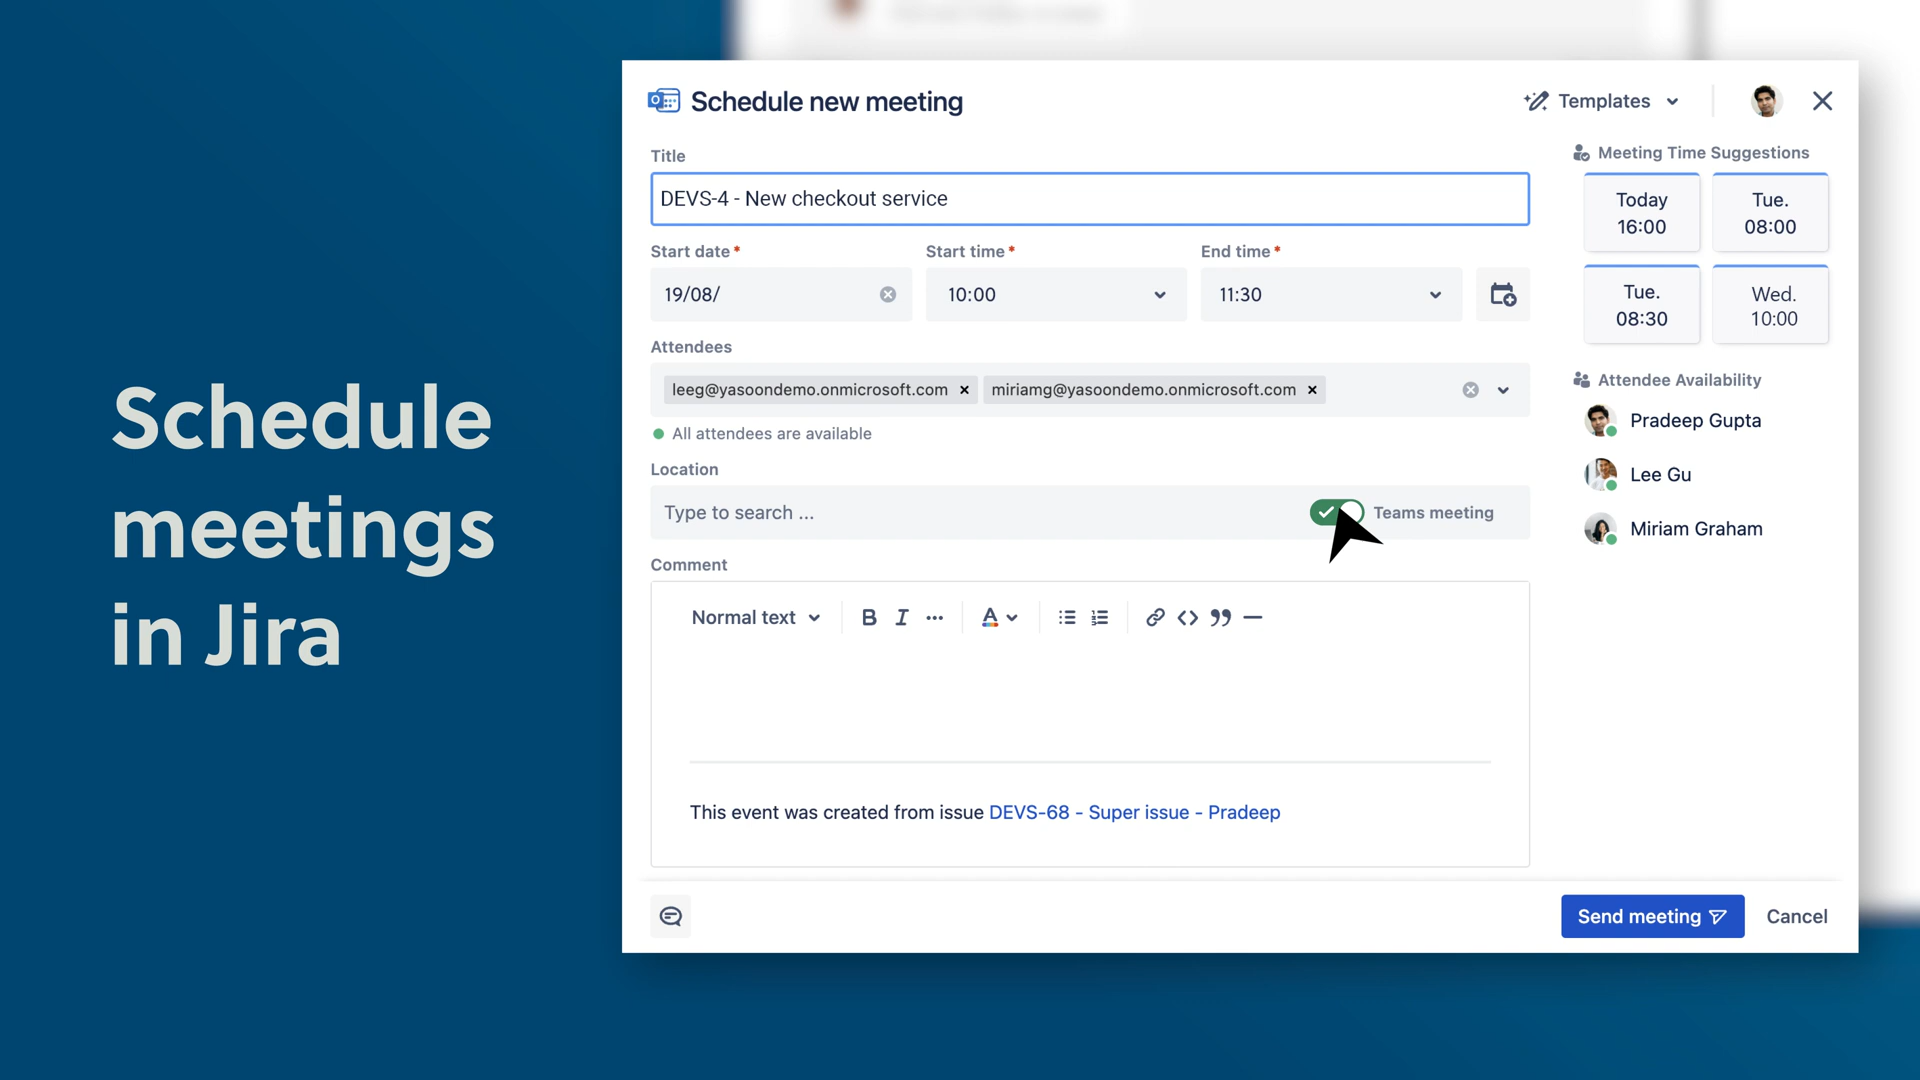 Schedule
meetings
in Jira
Schedule new meeting
Templates
Title
DEVS-4 - New checkout service
Start date *
Start time *
End time *
19/08/
10:00
11:30
Attendees
leeg@yasoondemo.onmicrosoft.com
miriamg@yasoondemo.onmicrosoft.com
All attendees are available
Location
Type to search ...
Teams meeting
Comment
Normal text
B I ... A
This event was created from issue DEVS-68 - Super issue - Pradeep
Send meeting
Cancel
Meeting Time Suggestions
Today
16:00
Tue.
08:00
Tue.
08:30
Wed.
10:00
Attendee Availability
Pradeep Gupta
Lee Gu
Miriam Graham